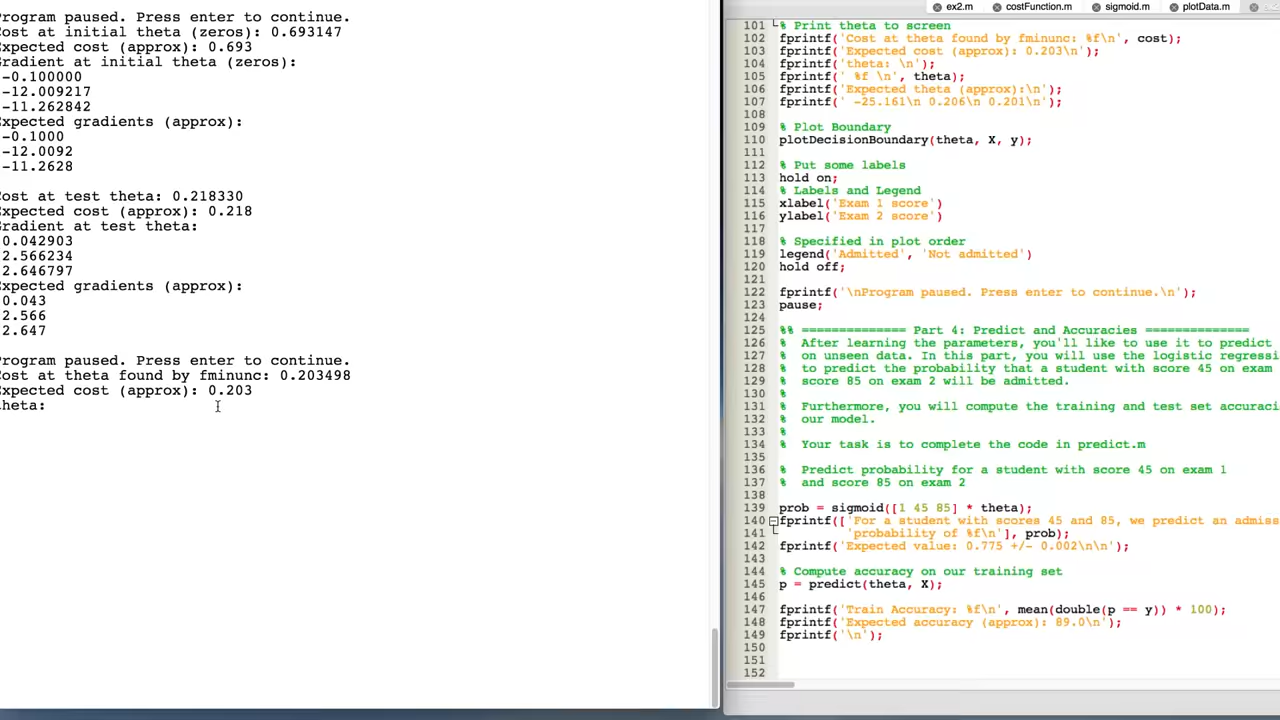 Program paused. Press enter to continue.
Cost at initial theta (zeros): 0.693147
Expected cost (approx): 0.693
Gradient at initial theta (zeros):
-0.100000
-12.009217
-11.262842
Expected gradients (approx):
-0.1000
-12.0092
-11.2628
Cost at test theta: 0.218330
Expected cost (approx): 0.218
Gradient at test theta:
0.042903
2.566234
2.646797
Expected gradients (approx):
0.043
2.566
2.647
Program paused. Press enter to continue.
Cost at theta found by fminunc: 0.203498
Expected cost (approx): 0.203
theta:
ex2.m costFunction.m sigmoid.m plotData.m
101 % Print theta to screen
102 fprintf('Cost at theta found by fminunc: %f\n', cost);
103 fprintf('Expected cost (approx): 0.203\n');
104 fprintf('theta: \n');
105 fprintf(' %f \n', theta);
106 fprintf('Expected theta (approx):\n');
107 fprintf(' -25.161\n 0.206\n 0.201\n');
108
109 % Plot Boundary
110 plotDecisionBoundary(theta, X, y);
111
112 % Put some labels
113 hold on;
114 % Labels and Legend
115 xlabel('Exam 1 score')
116 ylabel('Exam 2 score')
117
118 % Specified in plot order
119 legend('Admitted', 'Not admitted')
120 hold off;
121
122 fprintf('\nProgram paused. Press enter to continue.\n');
123 pause;
124
125 %% ============== Part 4: Predict and Accuracies ==============
126 % After learning the parameters, you'll like to use it to predict
127 % on unseen data. In this part, you will use the logistic regressi
128 % to predict the probability that a student with score 45 on exam
129 % score 85 on exam 2 will be admitted.
130 %
131 % Furthermore, you will compute the training and test set accuraci
132 % our model.
133 %
134 % Your task is to complete the code in predict.m
135
136 % Predict probability for a student with score 45 on exam 1
137 % and score 85 on exam 2
138
139 prob = sigmoid([1 45 85] * theta);
140 fprintf(['For a student with scores 45 and 85, we predict an admiss
141 'probability of %f\n'], prob);
142 fprintf('Expected value: 0.775 +/- 0.002\n\n');
143
144 % Compute accuracy on our training set
145 p = predict(theta, X);
146
147 fprintf('Train Accuracy: %f\n', mean(double(p == y)) * 100);
148 fprintf('Expected accuracy (approx): 89.0\n');
149 fprintf('\n');
150
151
152